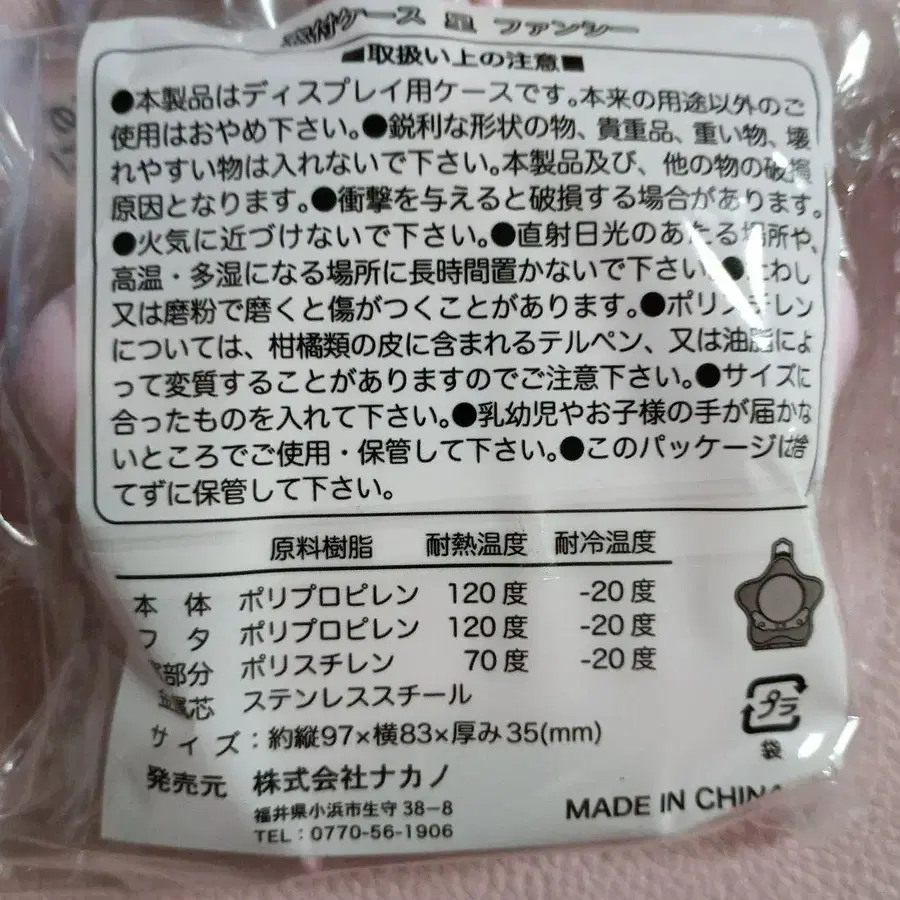 付ケース 星 ファンシー
■取扱い上の注意■
●本製品はディスプレイ用ケースです。本来の用途以外のご
使用はおやめ下さい。●鋭利な形状の物、貴重品、重い物、壊
れやすい物は入れないで下さい。本製品及び、他の物の破損
原因となります。●衝撃を与えると破損する場合があります。
●火気に近づけないで下さい。●直射日光のあたる場所や、
高温・多湿になる場所に長時間置かないで下さい。●たわし
又は磨粉で磨くと傷がつくことがあります。●ポリスチレン
については、柑橘類の皮に含まれるテルペン、又は油脂によ
って変質することがありますのでご注意下さい。●サイズに
合ったものを入れて下さい。●乳幼児やお子様の手が届かな
いところでご使用・保管して下さい。●このパッケージは捨
てずに保管して下さい。
原料樹脂 耐熱温度 耐冷温度
本体 ポリプロピレン 120度 -20度
フタ ポリプロピレン 120度 -20度
部分 ポリスチレン 70度 -20度
金属芯 ステンレススチール
サイズ：約縦97×横83×厚み35(mm)
発売元 株式会社ナカノ
福井県小浜市生守38-8
TEL：0770-56-1906
プラ
袋
MADE IN CHINA